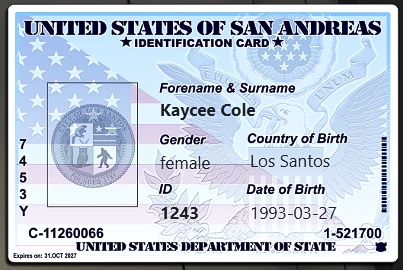 UNITED STATES OF SAN ANDREAS
★ IDENTIFICATION CARD ★
Forename & Surname
Kaycee Cole
Gender
Country of Birth
female
Los Santos
ID
Date of Birth
1243
1993-03-27
7
4
5
3
Y
C-11260066
1-521700
UNITED STATES DEPARTMENT OF STATE
Expires on: 31.OCT 2027